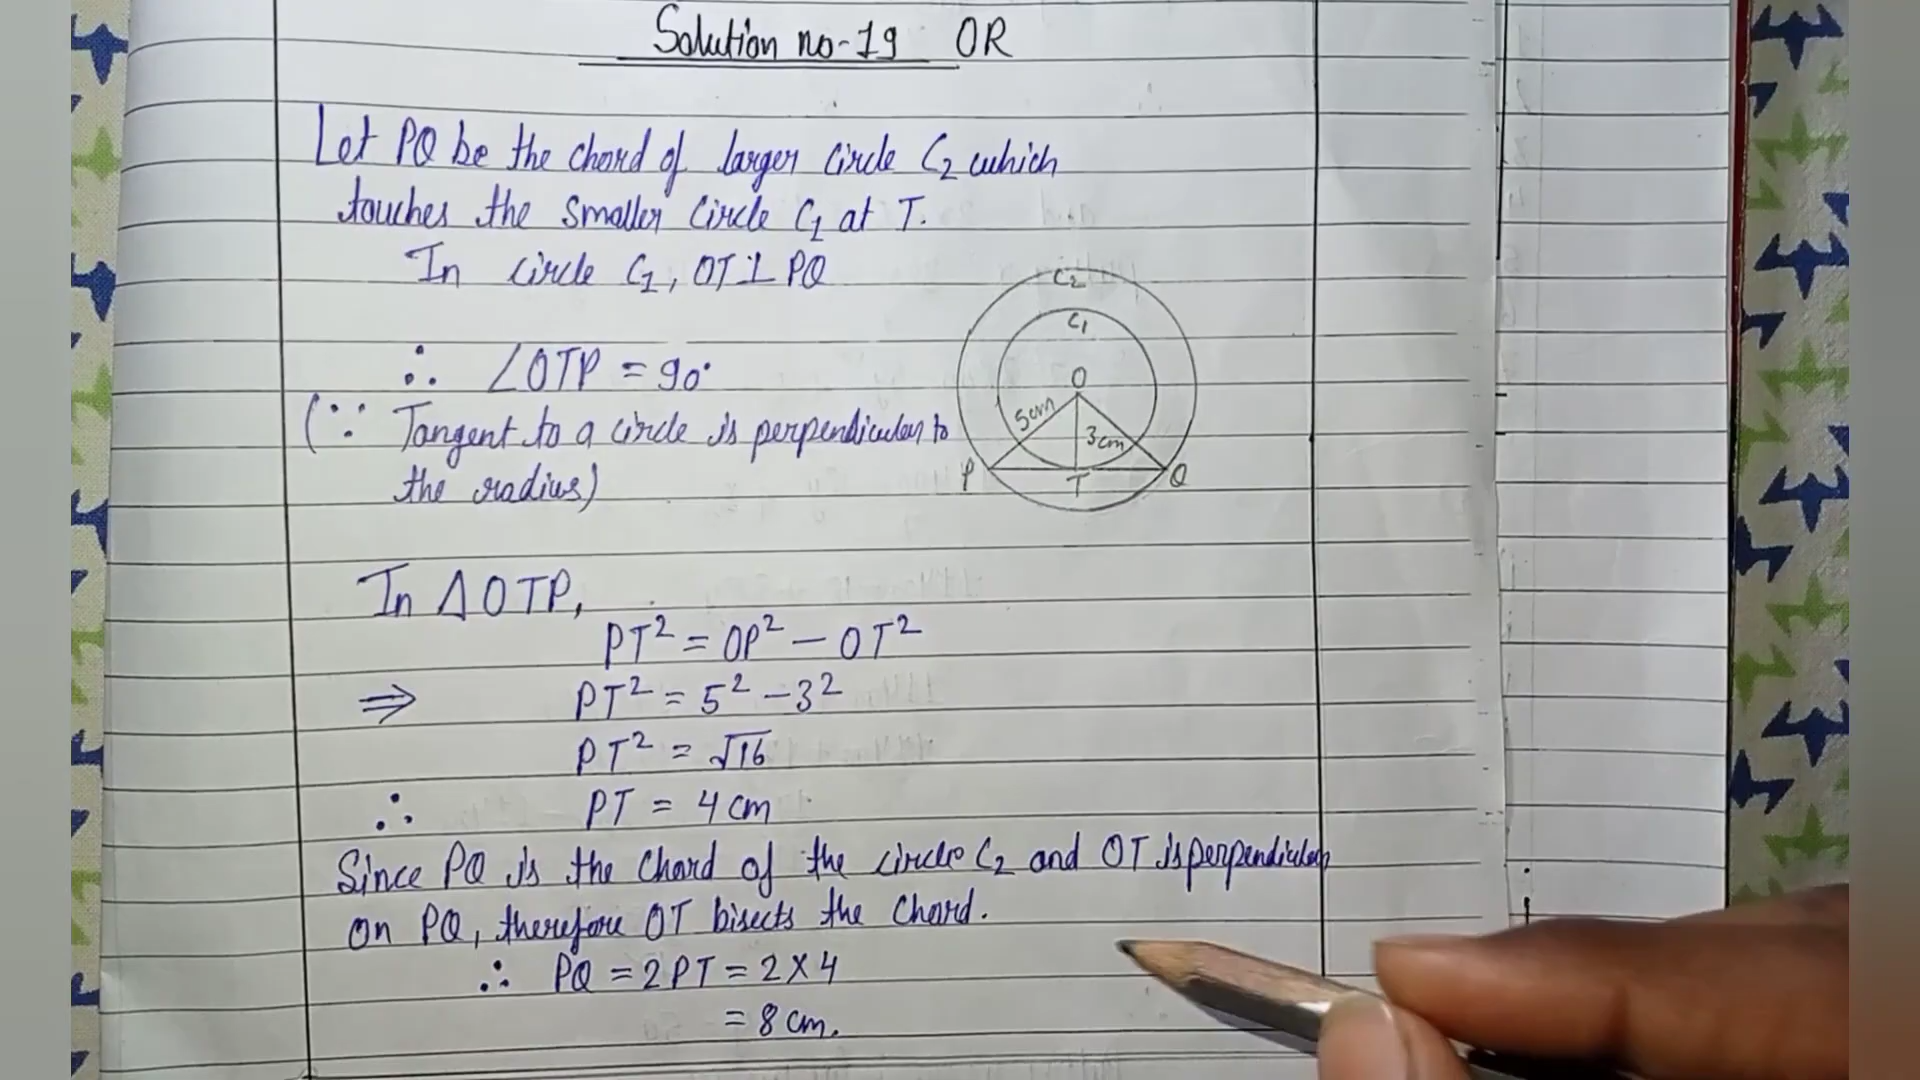 Solution no-19 OR
Let PQ be the chord of larger circle C₂ which
touches the smaller circle C₁ at T.
In circle C₁, OT⊥PQ
∴ ∠OTP = 90°
(∵ Tangent to a circle is perpendicular to
the radius)
C₂
C₁
O
5cm
3cm
P T Q
In ΔOTP,
PT² = OP² − OT²
⇒ PT² = 5² − 3²
PT² = √16
∴ PT = 4 cm
Since PQ is the chord of the circle C₂ and OT is perpendicular
on PQ, therefore OT bisects the chord.
∴ PQ = 2PT = 2×4
= 8 cm.